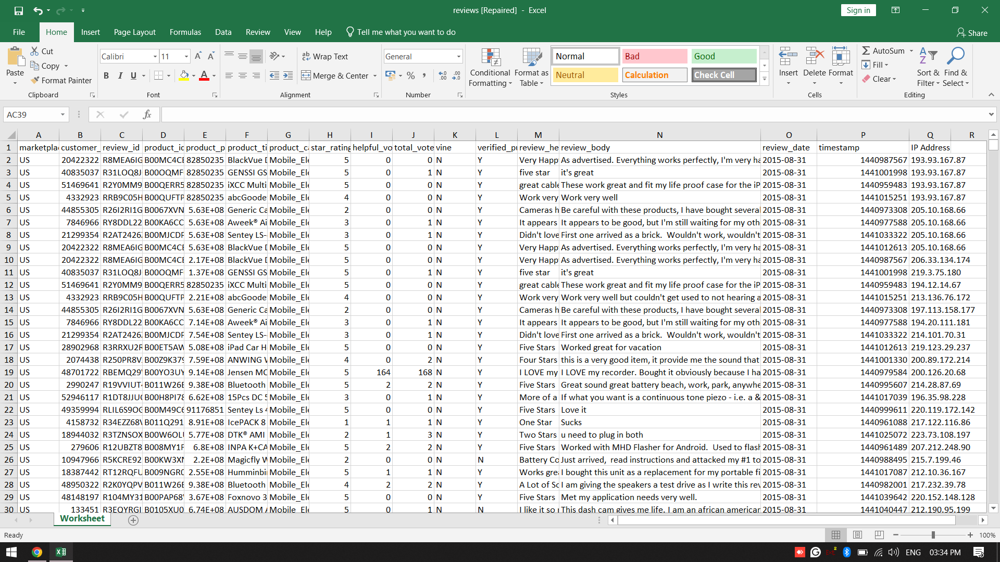 reviews [Repaired] - Excel
Sign in
File Home Insert Page Layout Formulas Data Review View Help Tell me what you want to do Share
Paste Cut Copy Format Painter Clipboard
Calibri 11 B I U A A A Font
ab Wrap Text Merge & Center Alignment
General % , .00 Number
Conditional Formatting Format as Table
Normal Bad Good
Neutral Calculation Check Cell
Styles
Insert Delete Format Cells
AutoSum Fill Clear Sort & Filter Find & Select Editing
AC39 fx
A B C D E F G H I J K L M N O P Q R
1 marketplac customer_ review_id product_id product_p product_ti product_ca star_rating helpful_vo total_vote vine verified_pu review_he review_body review_date timestamp IP Address
2 US 20422322 R8MEA6IG B00MC4CE 82850235 BlackVue D Mobile_Ele 5 0 0 N Y Very Happ As advertised. Everything works perfectly, I'm very ha 2015-08-31 1440987567 193.93.167.87
3 US 40835037 R31LOQ8J B00OQMF 82850235 GENSSI GS Mobile_Ele 5 0 1 N Y five star it's great 2015-08-31 1441001998 193.93.167.87
4 US 51469641 R2Y0MM9 B00QERR5 82850235 iXCC Multi Mobile_Ele 5 0 0 N Y great cable These work great and fit my life proof case for the iP 2015-08-31 1440959483 193.93.167.87
5 US 4332923 RRB9C05H B00QUFTP 82850235 abcGoode Mobile_Ele 4 0 0 N Y Work very Work very well 2015-08-31 1441015251 193.93.167.87
6 US 44855305 R26I2RI1G B0067XVN 5.63E+08 Generic Ca Mobile_Ele 2 0 0 N Y Cameras h Be careful with these products, I have bought several 2015-08-31 1440973308 205.10.168.66
7 US 7846966 RY8DDL22 B00KA6CC 5.63E+08 Aweek® Ai Mobile_Ele 3 0 1 N Y It appears It appears to be good, but I'm still waiting for my oth 2015-08-31 1440977588 205.10.168.66
8 US 21299354 R2AT2426 B00MJCDP 5.63E+08 Sentey LS- Mobile_Ele 3 0 1 N Y Didn't love First one arrived as a brick. Wouldn't work, wouldn't 2015-08-31 1441033322 205.10.168.66
9 US 20422322 R8MEA6IG B00MC4CE 5.63E+08 BlackVue D Mobile_Ele 5 0 0 N Y Very Happ As advertised. Everything works perfectly, I'm very ha 2015-08-31 1441012613 205.10.168.66
10 US 20422322 R8MEA6IG B00MC4CE 2.17E+08 BlackVue D Mobile_Ele 5 0 0 N Y Very Happ As advertised. Everything works perfectly, I'm very ha 2015-08-31 1440987567 206.33.134.174
11 US 40835037 R31LOQ8J B00OQMF 1.37E+08 GENSSI GS Mobile_Ele 5 0 1 N Y five star it's great 2015-08-31 1441001998 219.3.75.180
12 US 51469641 R2Y0MM9 B00QERR5 82850235 iXCC Multi Mobile_Ele 5 0 0 N Y great cable These work great and fit my life proof case for the iP 2015-08-31 1440959483 194.12.14.67
13 US 4332923 RRB9C05H B00QUFTP 2.21E+08 abcGoode Mobile_Ele 4 0 0 N Y Work very Work very well but couldn't get used to not hearing a 2015-08-31 1441015251 213.136.76.172
14 US 44855305 R26I2RI1G B0067XVN 5.63E+08 Generic Ca Mobile_Ele 2 0 0 N Y Cameras h Be careful with these products, I have bought several 2015-08-31 1440973308 197.113.158.177
15 US 7846966 RY8DDL22 B00KA6CC 7.14E+08 Aweek® Ai Mobile_Ele 3 0 1 N Y It appears It appears to be good, but I'm still waiting for my oth 2015-08-31 1440977588 194.20.111.181
16 US 21299354 R2AT2426 B00MJCDP 7.54E+08 Sentey LS- Mobile_Ele 3 0 1 N Y Didn't love First one arrived as a brick. Wouldn't work, wouldn't 2015-08-31 1441033322 214.101.70.31
17 US 28902968 R3RRXU2R B00ET5AW 5.08E+08 iPad Car H Mobile_Ele 5 0 0 N Y Five Stars Worked great for vacation 2015-08-31 1441012613 219.123.29.237
18 US 2074438 R250PR8V B00Z9K379 7.59E+08 ANWING W Mobile_Ele 4 0 2 N Y Four Stars this is a very good item, it provide me the sound that 2015-08-31 1441001330 200.89.172.214
19 US 48701722 RBEMQ29 B00YO3UY 9.14E+08 Jensen MC Mobile_Ele 5 164 168 N Y I LOVE my I LOVE my recorder. Bought it obviously because I ha 2015-08-31 1440979584 200.126.20.68
20 US 2990247 R19VVIUT B011W26E 9.38E+08 Bluetooth Mobile_Ele 5 2 2 N Y Five Stars Great sound great battery beach, work, park, anywhe 2015-08-31 1440995607 214.28.87.69
21 US 52946117 R1DT8JJU B00H8PI78 6.62E+08 15Pcs DC 5 Mobile_Ele 3 0 1 N Y More of a If what you want is a continuous tone piezo - i.e. a & 2015-08-31 1441017039 196.35.98.228
22 US 49359994 RLIL6S9OG B00M49C6 91176851 Sentey Ls 4 Mobile_Ele 5 0 0 N Y Five Stars Love it 2015-08-31 1440999611 220.119.172.142
23 US 4158732 R34EZZ68V B011Q291 8.91E+08 IcePACK 8 Mobile_Ele 1 1 1 N Y One Star Sucks 2015-08-31 1440961088 217.122.116.86
24 US 18944032 R3TZNSOX B00W6OLU 5.77E+08 DTK® AMI Mobile_Ele 2 1 3 N Y Two Stars u need to plug in both 2015-08-31 1441025072 223.73.108.197
25 US 279606 R12UBZT8 B008MY1F 6.8E+08 INPA K+CA Mobile_Ele 5 2 2 N Y Five Stars Worked with MHD Flasher for Android. Used to flash 2015-08-31 1440961489 207.212.248.90
26 US 10947966 R5KCRE92 B00KW3XN 2.2E+08 Magicfly W Mobile_Ele 2 0 0 N N Battery Co Just arrived, read instructions and attacked my #1 to 2015-08-31 1440988495 215.7.199.46
27 US 18387442 RT12RQFU B009NGR0 2.55E+08 Humminbi Mobile_Ele 5 1 1 N Y Works grea I bought this unit as a replacement for my portable fi 2015-08-31 1441017087 212.10.36.167
28 US 48950322 R2K0YQPV B011W26E 9.38E+08 Bluetooth Mobile_Ele 4 2 2 N Y A Lot of So I am giving the speakers a test drive as I write this rev 2015-08-31 1440982001 217.232.39.78
29 US 48148197 R104MY31 B00PAP68 3.67E+08 Foxnovo 3 Mobile_Ele 5 0 0 N Y Five Stars Met my application needs very well. 2015-08-31 1441039642 220.152.148.128
30 US 133451 R3EQYRGI B0105XU0 6.74E+08 AUSDOM A Mobile_Ele 5 0 1 N N I like it so This dash cam gives me life. I am an african american 2015-08-31 1441040447 212.190.95.199
Worksheet
Ready 100%
ENG 03:34 PM